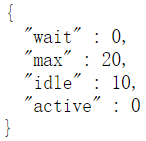 {
"wait" : 0,
"max" : 20,
"idle" : 10,
"active" : 0
}